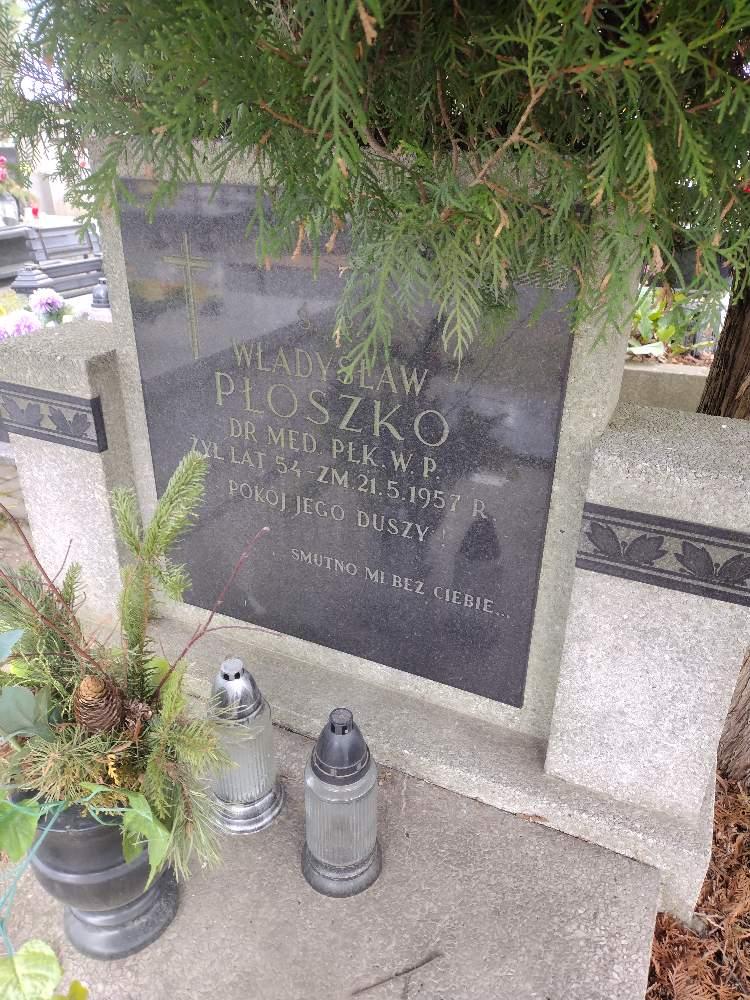 WŁADYSŁAW
PŁOSZKO
DR MED. PŁK. W. P.
ŻYŁ LAT 54 - ZM. 21.5.1957 R.
POKÓJ JEGO DUSZY!
SMUTNO MI BEZ CIEBIE...